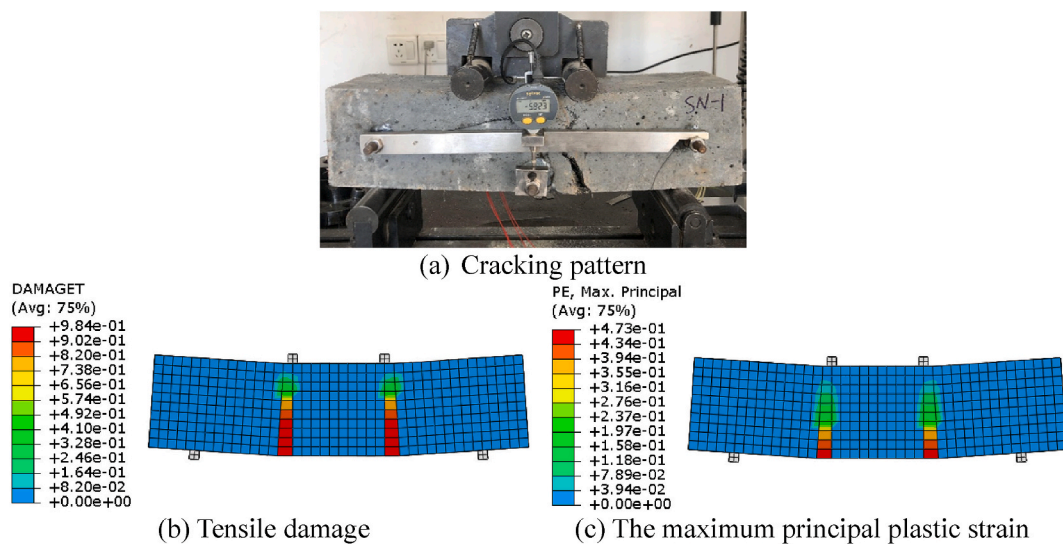 SN-1
-5.923
(a) Cracking pattern
DAMAGET
(Avg: 75%)
+9.84e-01
+9.02e-01
+8.20e-01
+7.38e-01
+6.56e-01
+5.74e-01
+4.92e-01
+4.10e-01
+3.28e-01
+2.46e-01
+1.64e-01
+8.20e-02
+0.00e+00
(b) Tensile damage
PE, Max. Principal
(Avg: 75%)
+4.73e-01
+4.34e-01
+3.94e-01
+3.55e-01
+3.16e-01
+2.76e-01
+2.37e-01
+1.97e-01
+1.58e-01
+1.18e-01
+7.89e-02
+3.94e-02
+0.00e+00
(c) The maximum principal plastic strain